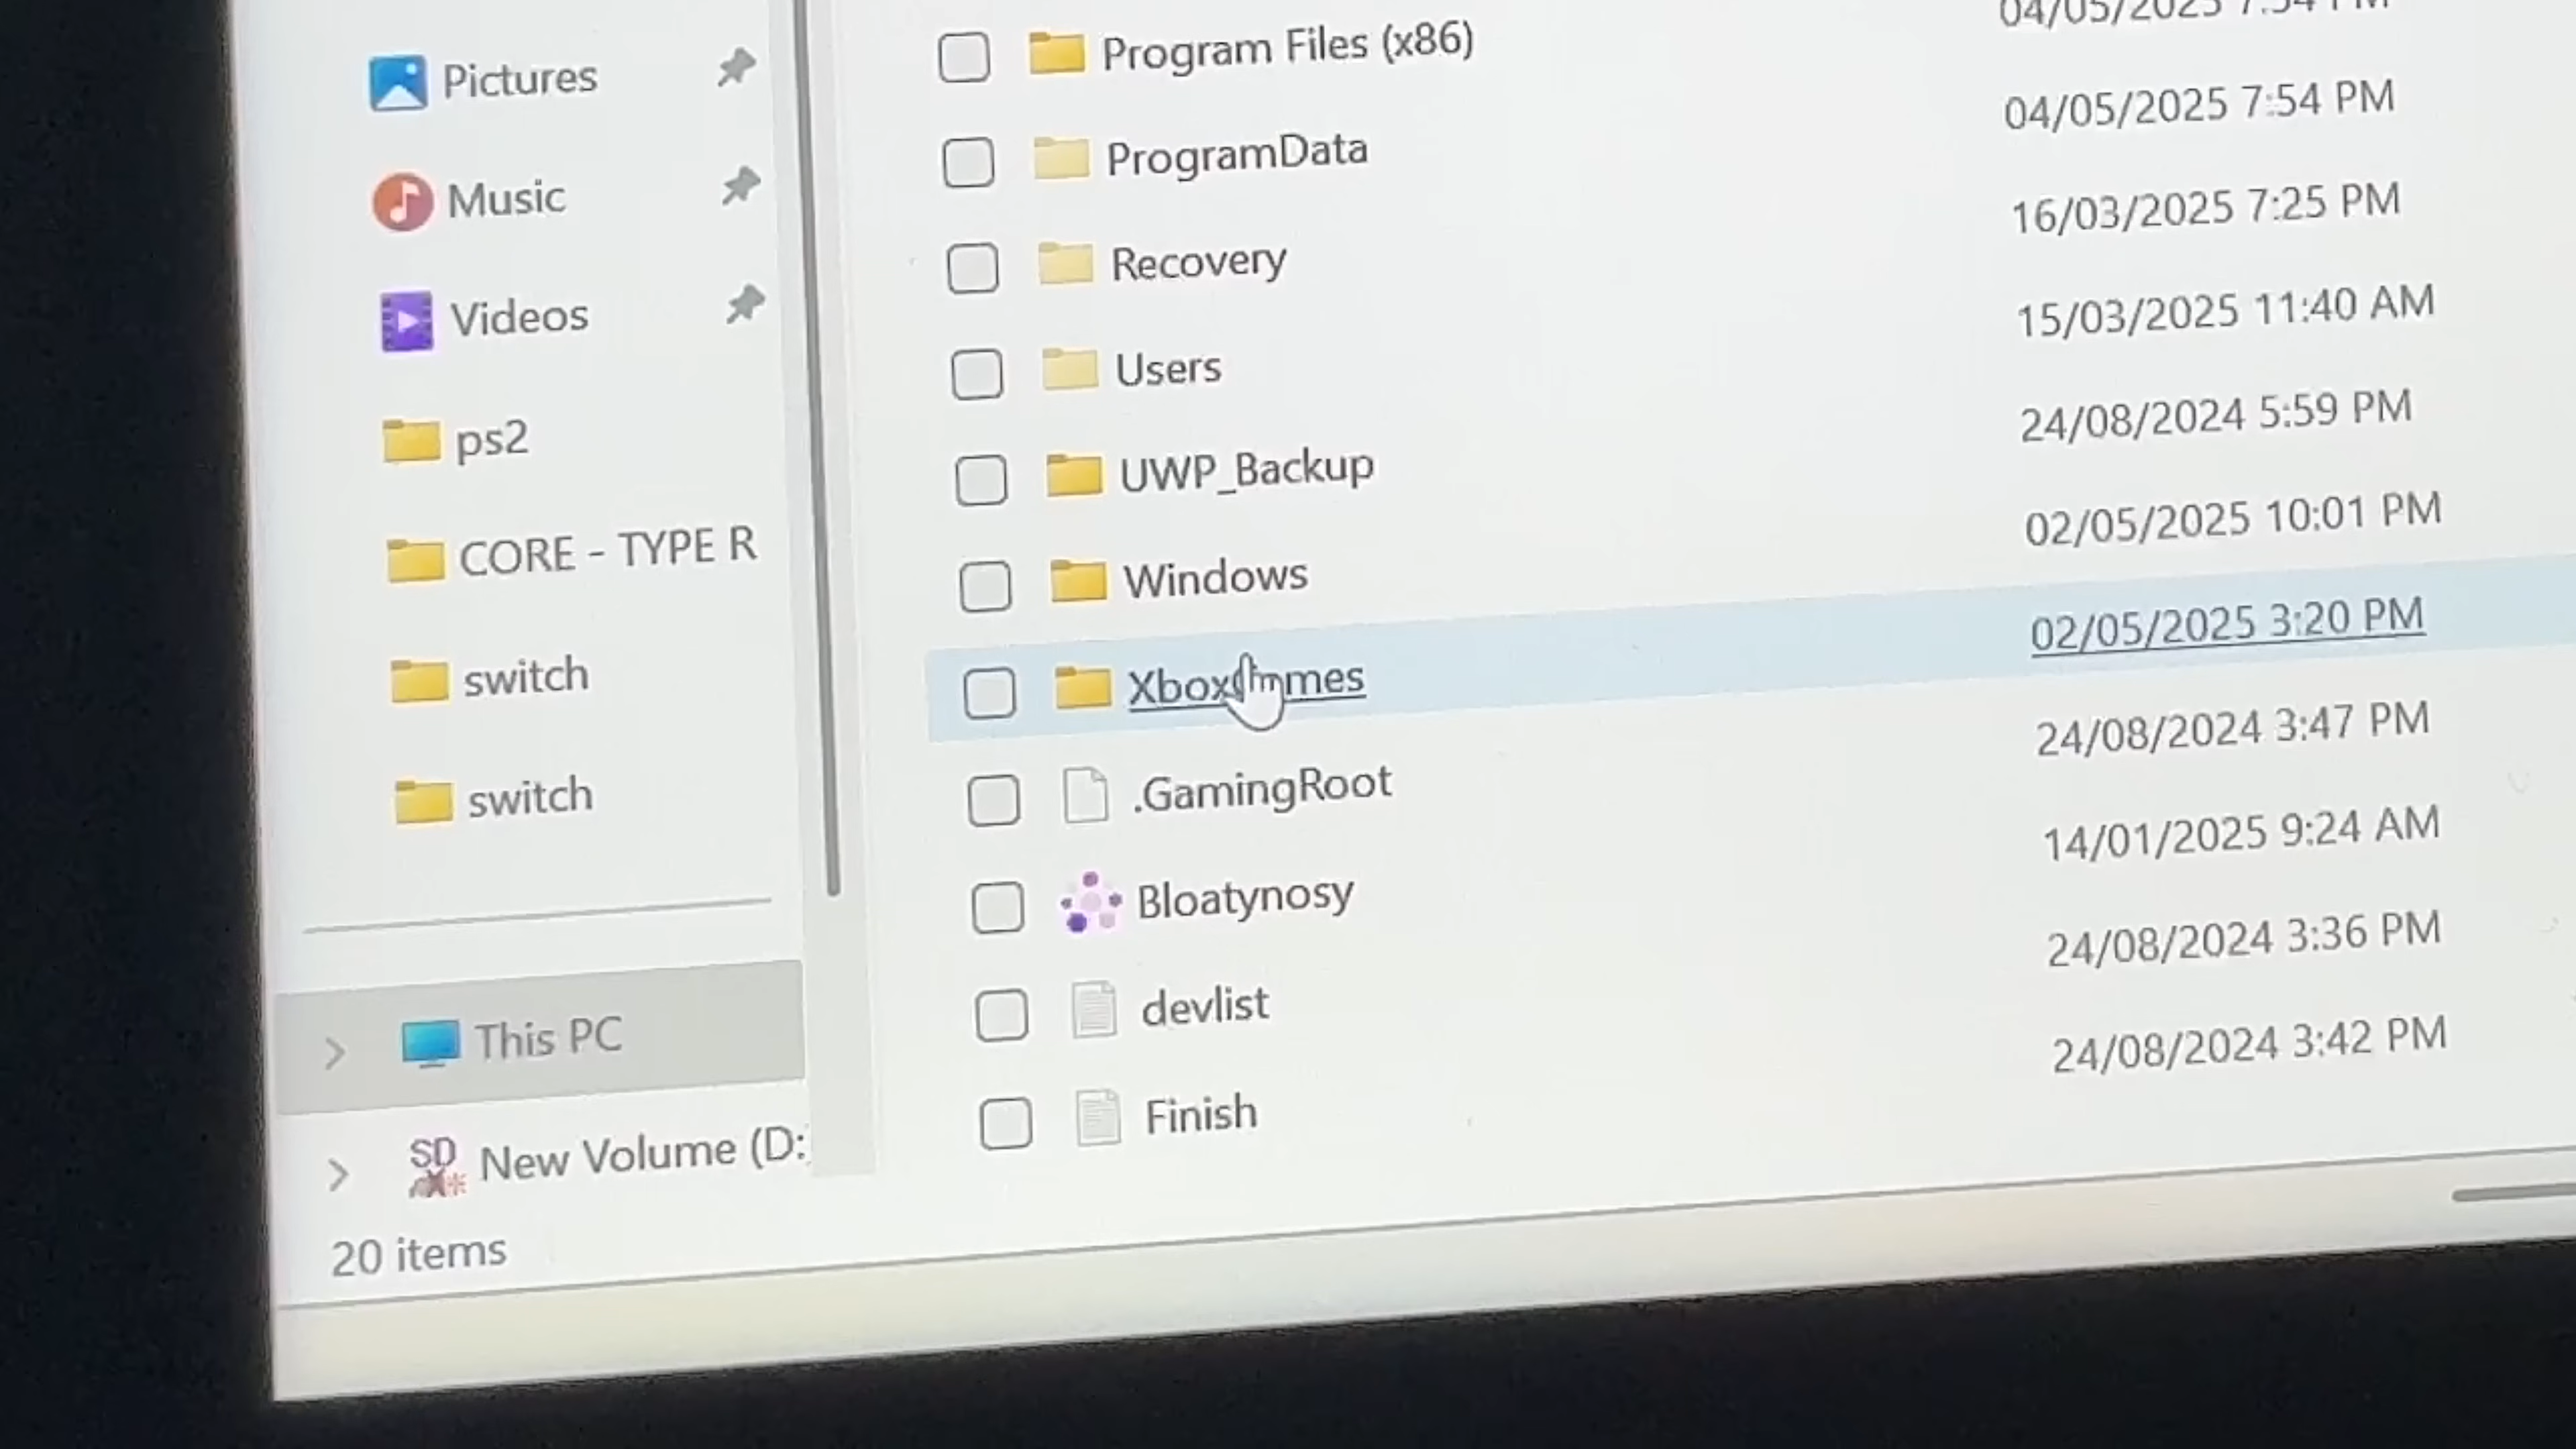 Pictures
Music
Videos
ps2
CORE - TYPE R
switch
switch
This PC
New Volume (D:
20 items
Program Files (x86)
04/05/2025 7:54 PM
ProgramData
04/05/2025 7:54 PM
Recovery
16/03/2025 7:25 PM
Users
15/03/2025 11:40 AM
UWP_Backup
24/08/2024 5:59 PM
Windows
02/05/2025 10:01 PM
02/05/2025 3:20 PM
.GamingRoot
24/08/2024 3:47 PM
Bloatynosy
14/01/2025 9:24 AM
devlist
24/08/2024 3:36 PM
Finish
24/08/2024 3:42 PM